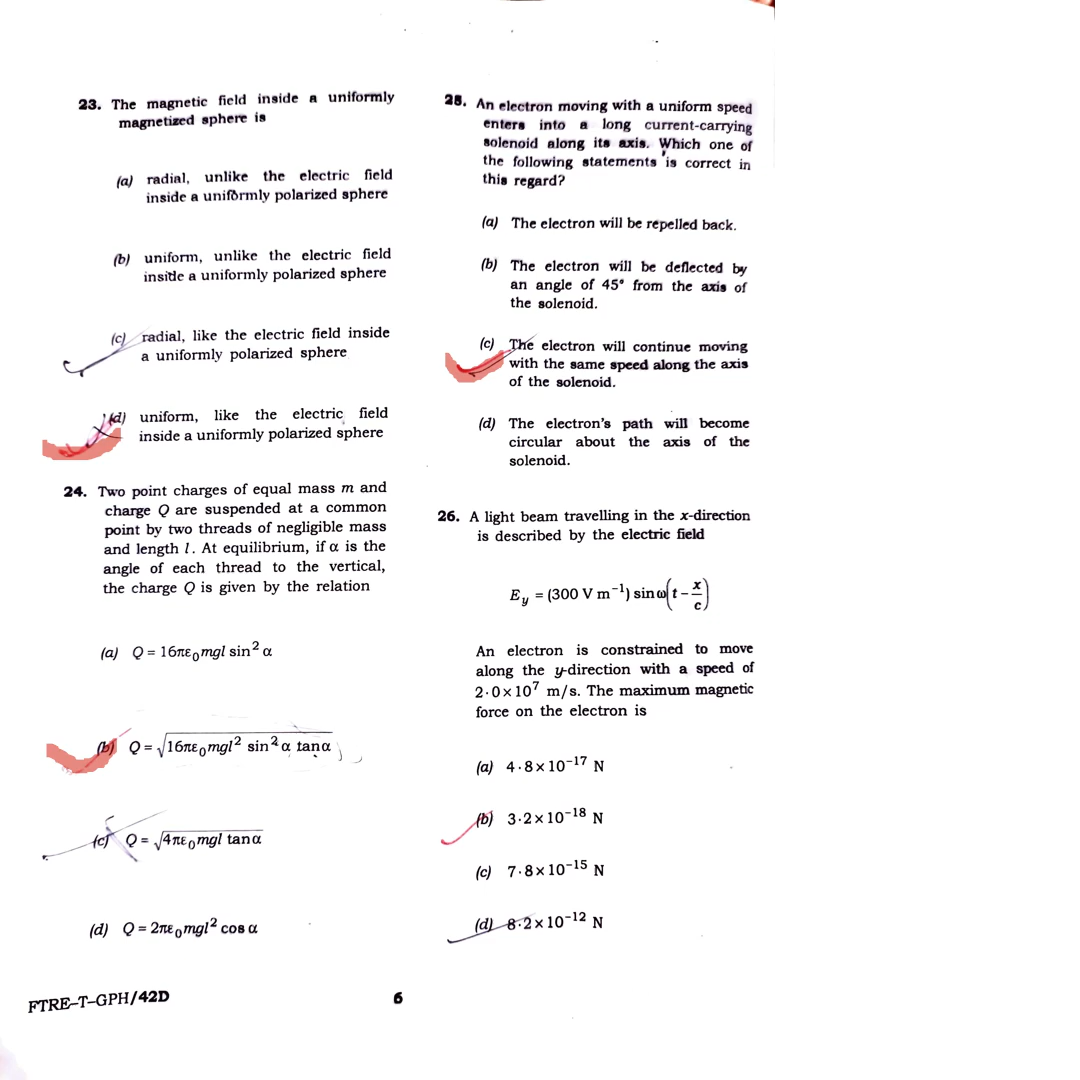 23. The magnetic field inside a uniformly
magnetized sphere is
(a) radial, unlike the electric field
inside a uniformly polarized sphere
(b) uniform, unlike the electric field
inside a uniformly polarized sphere
(c) radial, like the electric field inside
a uniformly polarized sphere
(d) uniform, like the electric field
inside a uniformly polarized sphere
24. Two point charges of equal mass m and
charge Q are suspended at a common
point by two threads of negligible mass
and length l. At equilibrium, if α is the
angle of each thread to the vertical,
the charge Q is given by the relation
(a) Q = 16πε₀mgl sin² α
(b) Q = √(16πε₀mgl² sin² α tan α)
(c) Q = √(4πε₀mgl tan α)
(d) Q = 2πε₀mgl² cos α
25. An electron moving with a uniform speed
enters into a long current-carrying
solenoid along its axis. Which one of
the following statements is correct in
this regard?
(a) The electron will be repelled back.
(b) The electron will be deflected by
an angle of 45° from the axis of
the solenoid.
(c) The electron will continue moving
with the same speed along the axis
of the solenoid.
(d) The electron's path will become
circular about the axis of the
solenoid.
26. A light beam travelling in the x-direction
is described by the electric field
E_y = (300 V m⁻¹) sin ω(t − x/c)
An electron is constrained to move
along the y-direction with a speed of
2·0×10⁷ m/s. The maximum magnetic
force on the electron is
(a) 4·8×10⁻¹⁷ N
(b) 3·2×10⁻¹⁸ N
(c) 7·8×10⁻¹⁵ N
(d) 8·2×10⁻¹² N
FTRE–T–GPH/42D
6